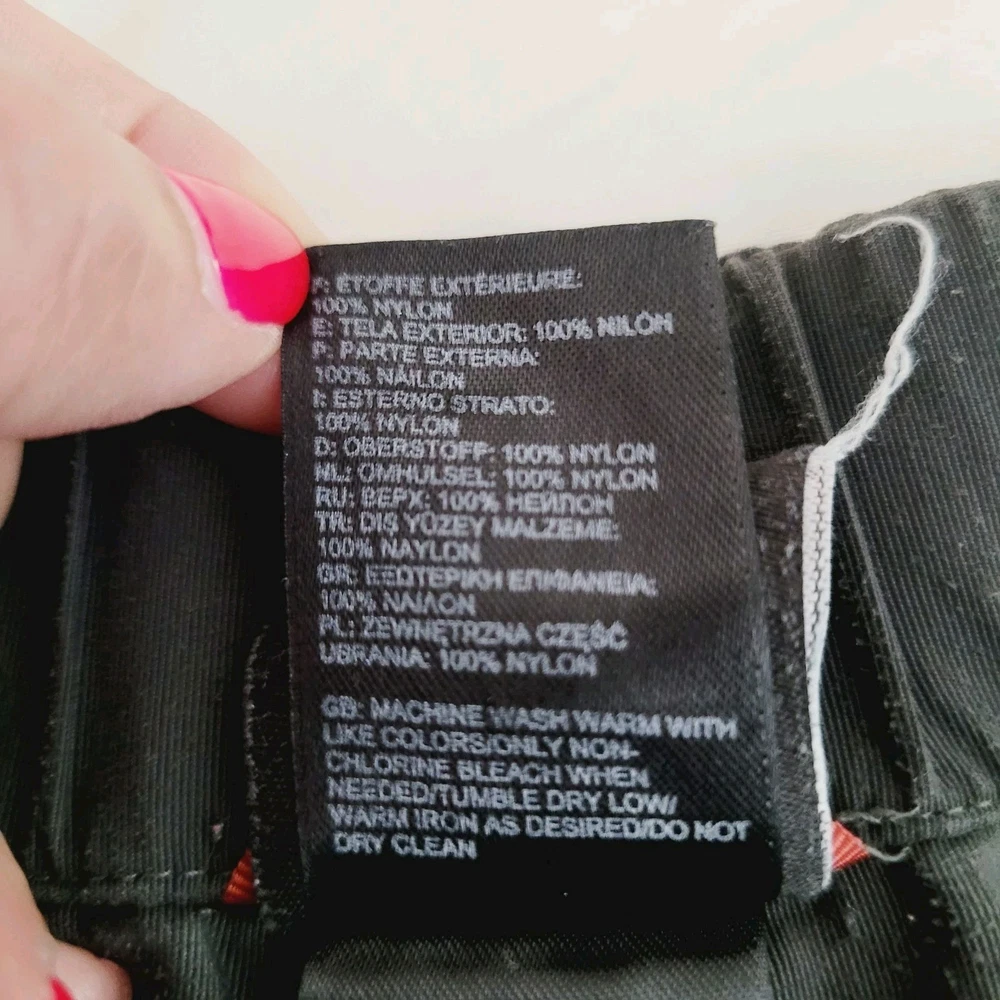 F: ÉTOFFE EXTÉRIEURE:
100% NYLON
E: TELA EXTERIOR: 100% NILÓN
P: PARTE EXTERNA:
100% NÁILON
I: ESTERNO STRATO:
100% NYLON
D: OBERSTOFF: 100% NYLON
NL: OMHULSEL: 100% NYLON
RU: ВЕРХ: 100% НЕЙЛОН
TR: DIS YÜZEY MALZEME:
100% NAYLON
GR: ΕΞΩΤΕΡΙΚΗ ΕΠΙΦΑΝΕΙΑ:
100% ΝΑΙΛΟΝ
PL: ZEWNĘTRZNA CZĘŚĆ
UBRANIA: 100% NYLON
GB: MACHINE WASH WARM WITH
LIKE COLORS/ONLY NON-
CHLORINE BLEACH WHEN
NEEDED/TUMBLE DRY LOW/
WARM IRON AS DESIRED/DO NOT
DRY CLEAN